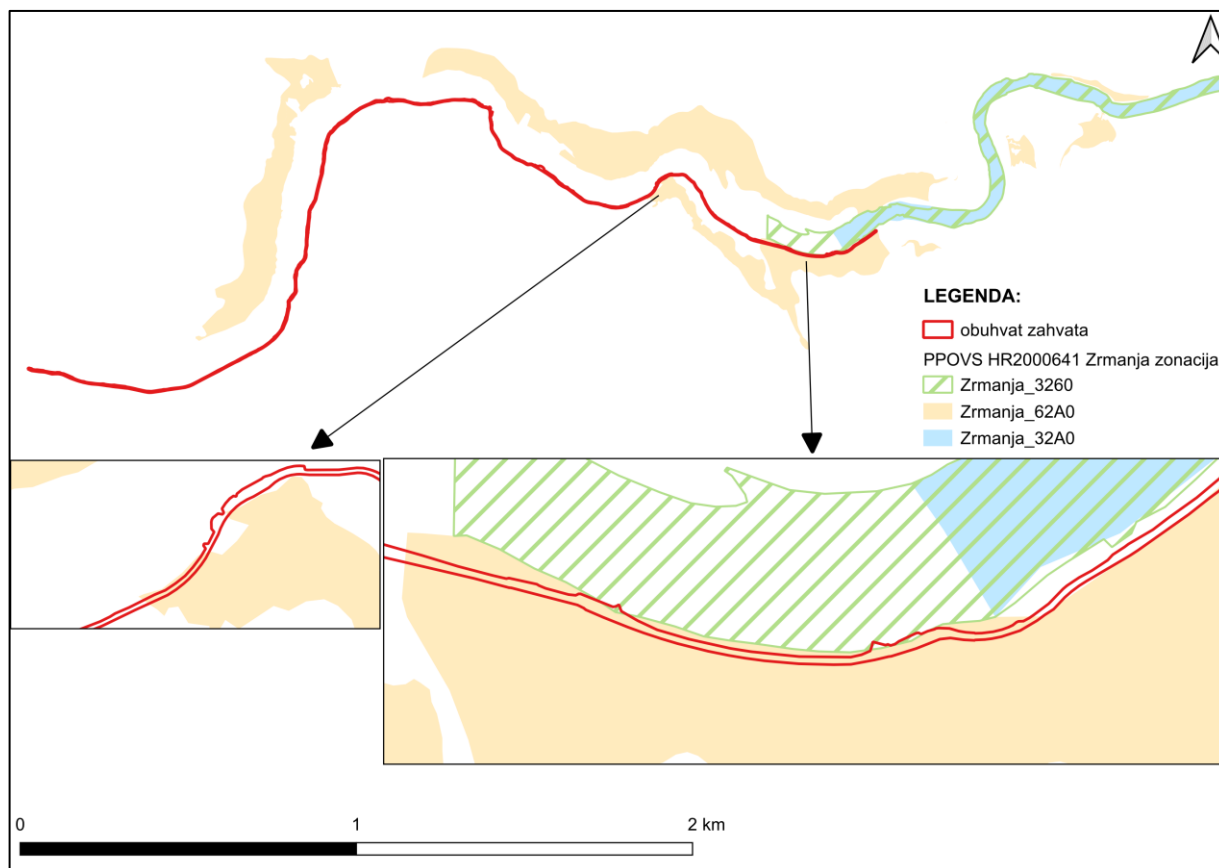 LEGENDA:
obuhvat zahvata
PPOVS HR2000641 Zrmanja zonacija
Zrmanja_3260
Zrmanja_62A0
Zrmanja_32A0
0 1 2 km